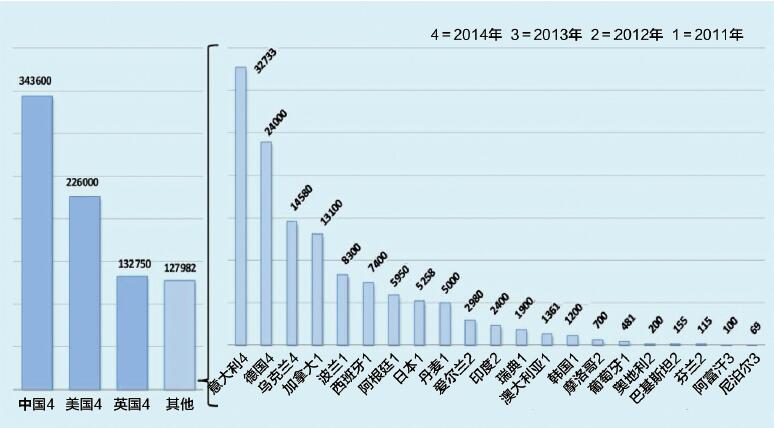 4=2014年 3=2013年 2=2012年 1=2011年
343600
226000
132750
127982
中国4
美国4
英国4
其他
32733
24000
14580
13100
8300
7400
5950
5258
5000
2980
2400
1900
1361
1200
700
481
200
155
115
100
69
意大利4
德国4
乌克兰4
加拿大1
波兰1
西班牙1
阿根廷1
日本1
丹麦1
爱尔兰2
印度2
瑞典1
澳大利亚1
韩国1
摩洛哥2
葡萄牙1
奥地利2
巴基斯坦2
芬兰2
阿富汗3
尼泊尔3